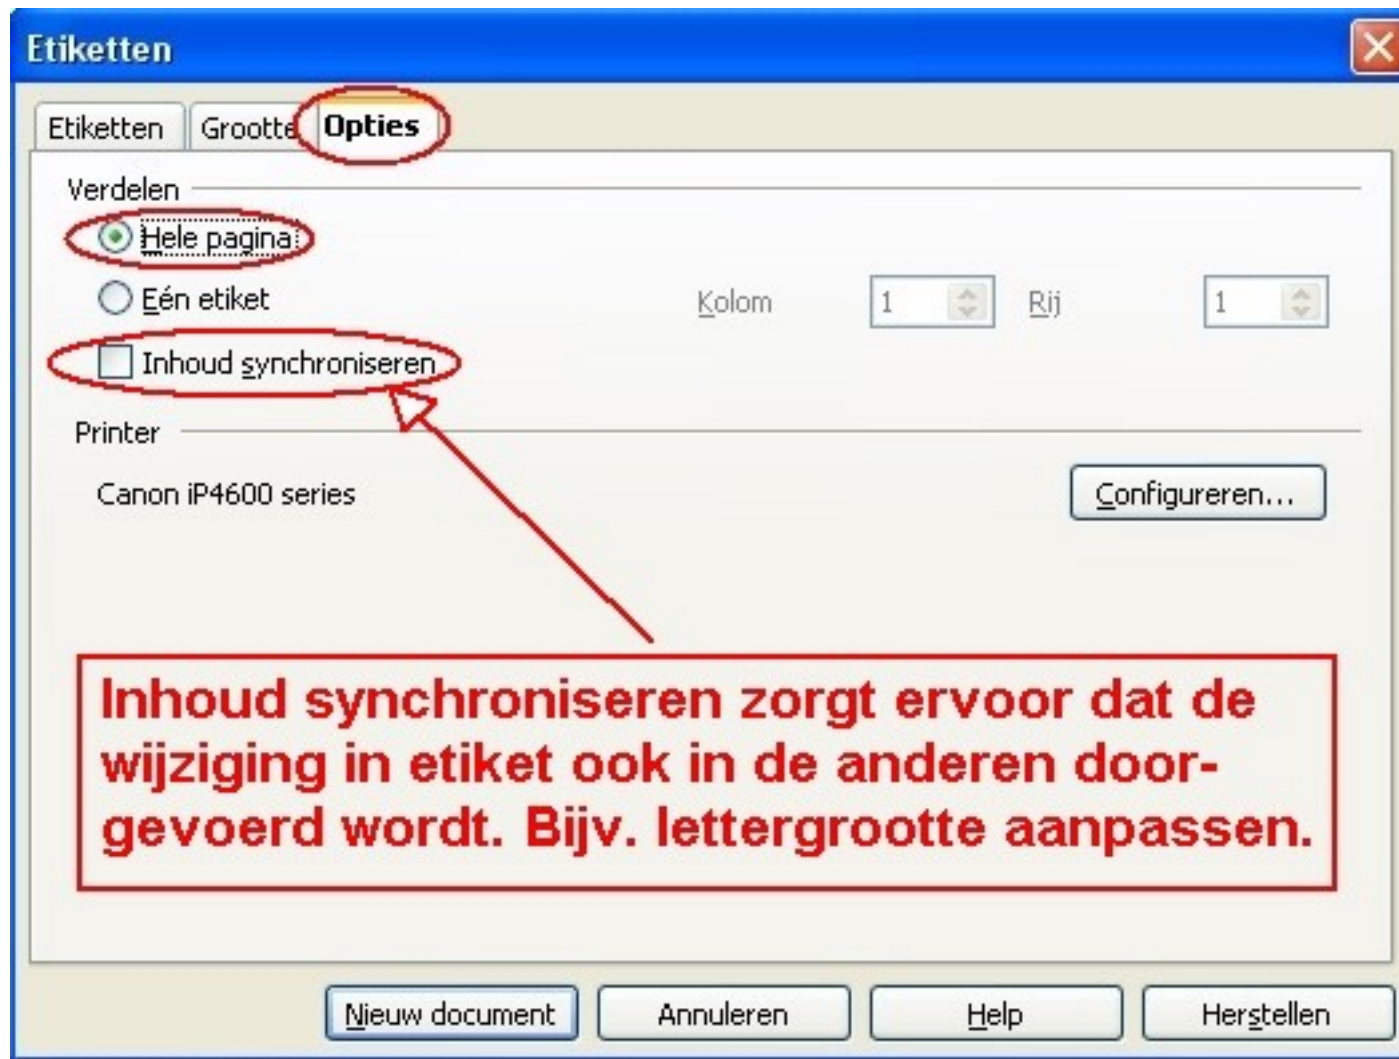 Etiketten
Etiketten Grootte Opties
Verdelen
Hele pagina
Eén etiket Kolom 1 Rij 1
Inhoud synchroniseren
Printer
Canon iP4600 series Configureren...
Inhoud synchroniseren zorgt ervoor dat de
wijziging in etiket ook in de anderen door-
gevoerd wordt. Bijv. lettergrootte aanpassen.
Nieuw document Annuleren Help Herstellen